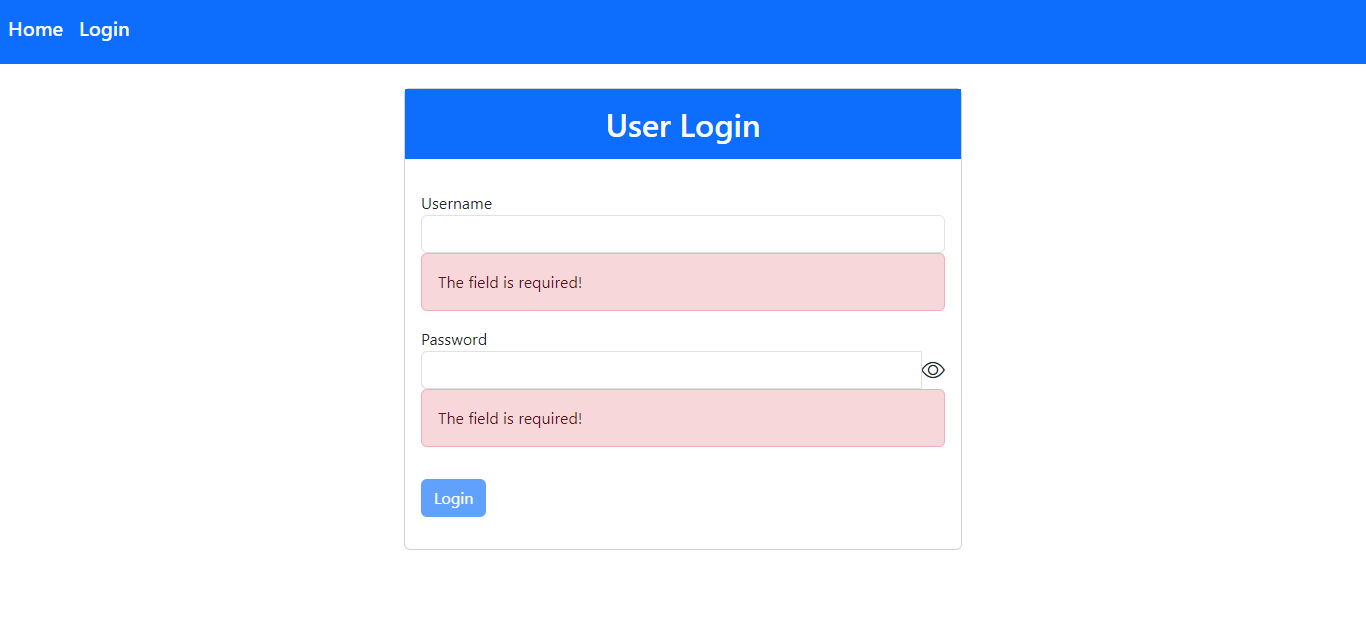 Home Login
User Login
Username
The field is required!
Password
The field is required!
Login